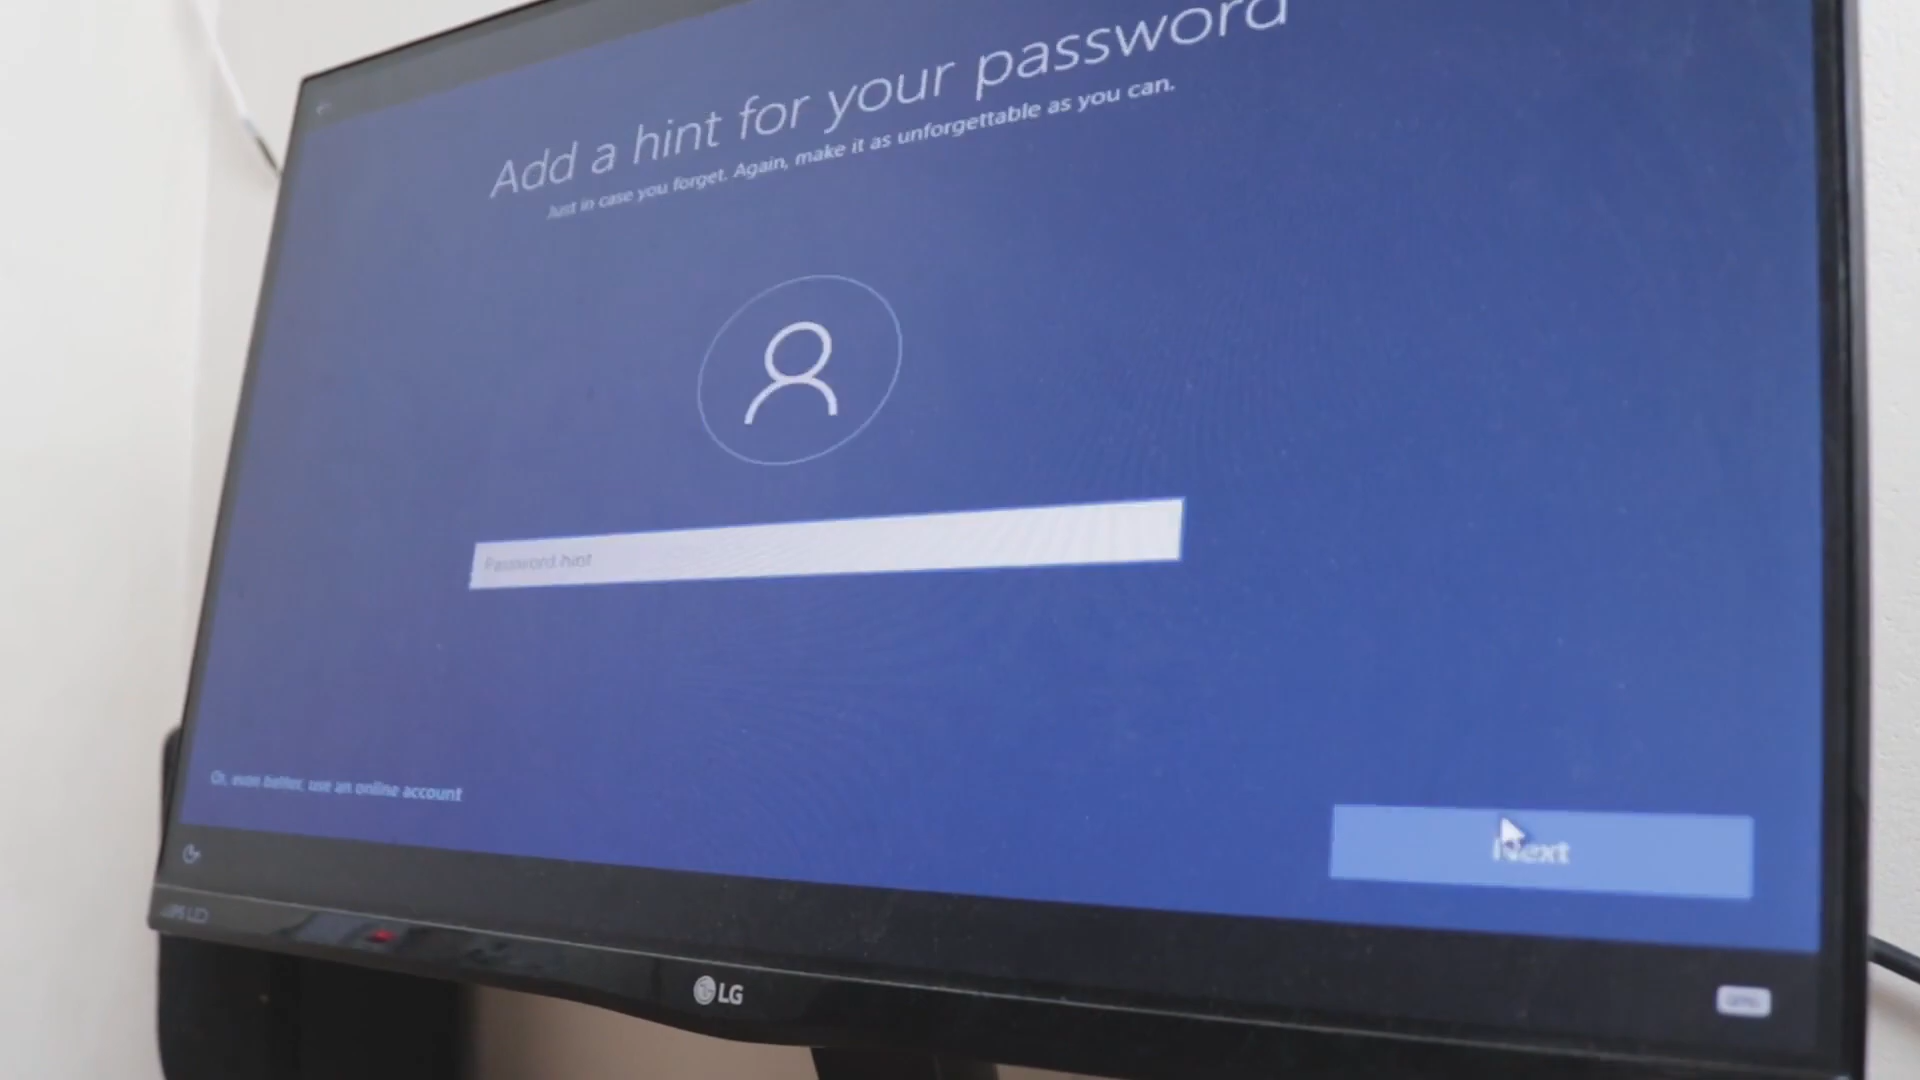 Add a hint for your password
Just in case you forget. Again, make it as unforgettable as you can.
Password hint
Or, even better, use an online account
Next
LG